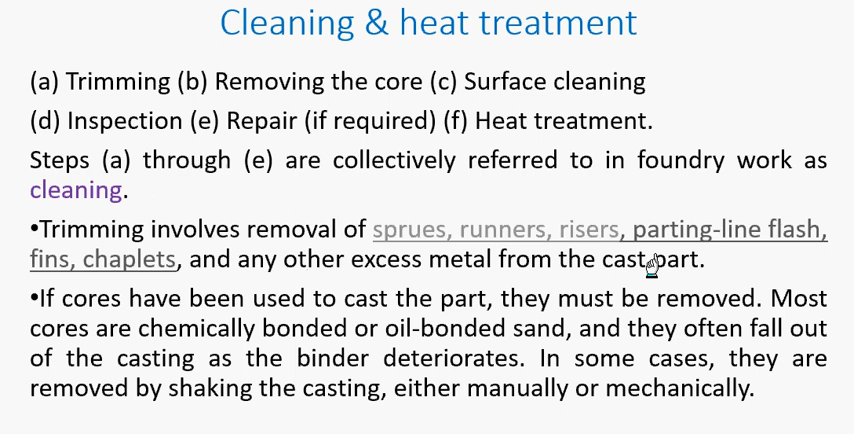 Cleaning & heat treatment
(a) Trimming (b) Removing the core (c) Surface cleaning
(d) Inspection (e) Repair (if required) (f) Heat treatment.
Steps (a) through (e) are collectively referred to in foundry work as
cleaning.
•Trimming involves removal of sprues, runners, risers, parting-line flash,
fins, chaplets, and any other excess metal from the cast part.
•If cores have been used to cast the part, they must be removed. Most
cores are chemically bonded or oil-bonded sand, and they often fall out
of the casting as the binder deteriorates. In some cases, they are
removed by shaking the casting, either manually or mechanically.